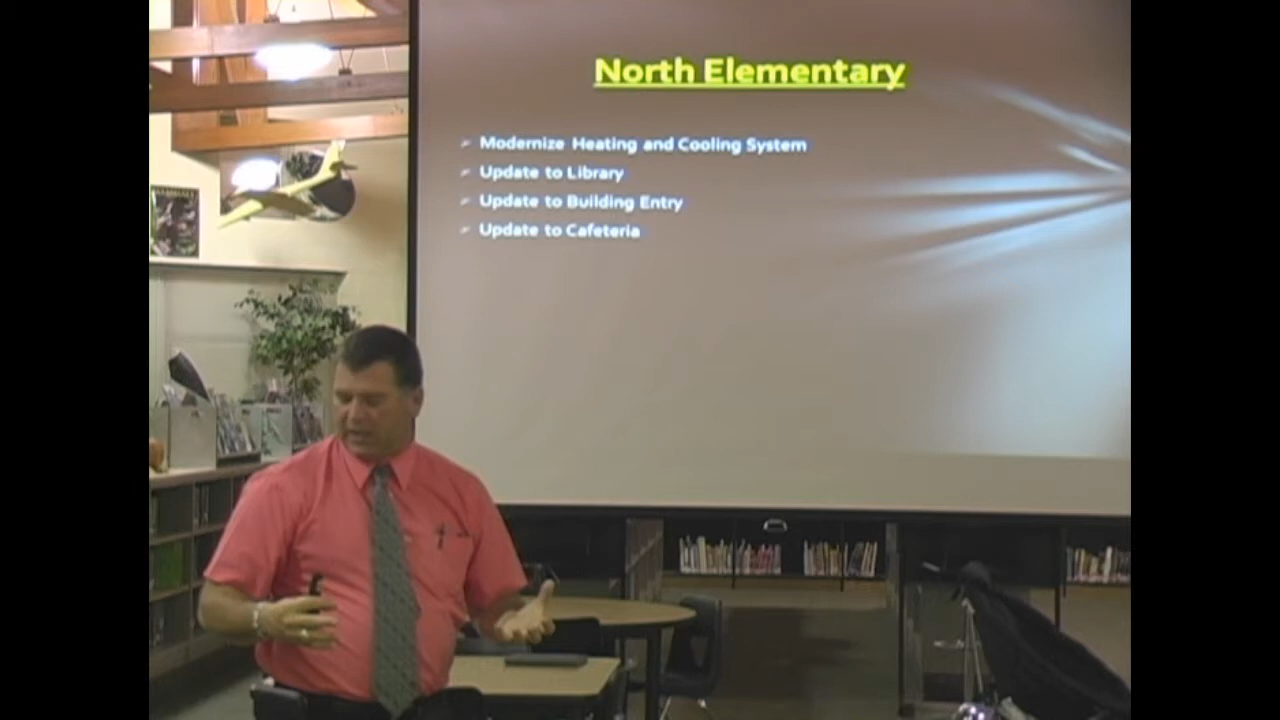 North Elementary
Modernize Heating and Cooling System
Update to Library
Update to Building Entry
Update to Cafeteria